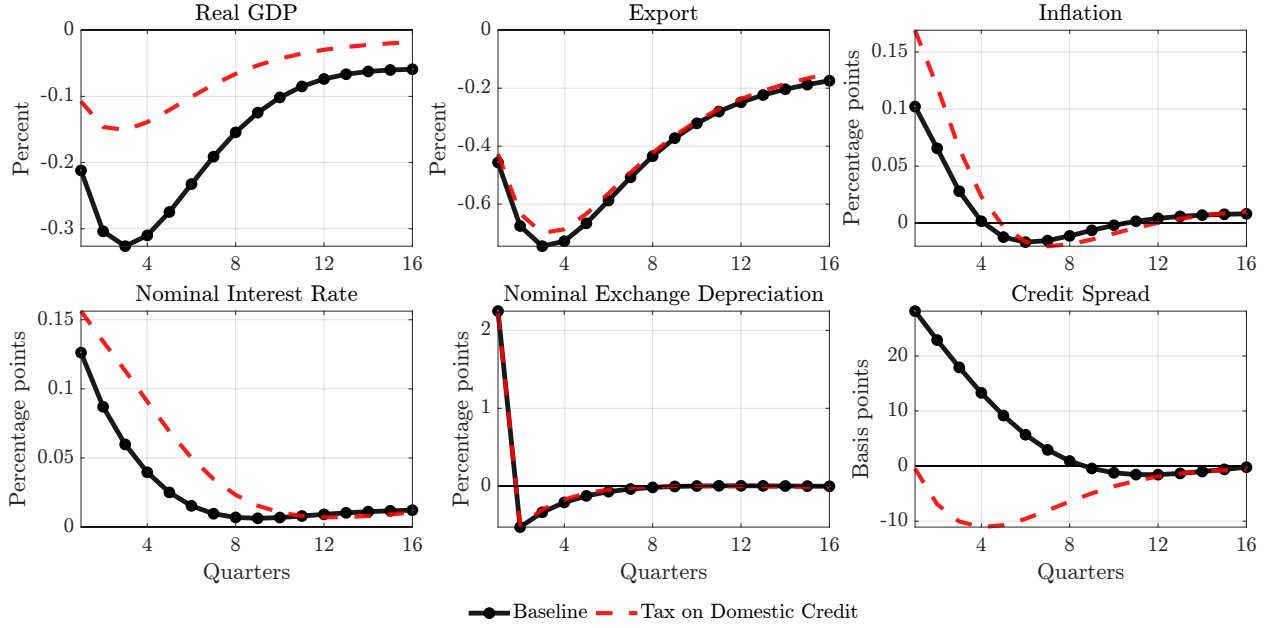 Real GDP
Export
Inflation
Percent
0
-0.1
-0.2
-0.3
4
8
12
16
Percent
0
-0.2
-0.4
-0.6
4
8
12
16
Percentage points
0.15
0.1
0.05
0
4
8
12
16
Nominal Interest Rate
Nominal Exchange Depreciation
Credit Spread
Percentage points
0.15
0.1
0.05
0
4
8
12
16
Quarters
Percentage points
2
1
0
4
8
12
16
Quarters
Basis points
20
10
0
-10
4
8
12
16
Quarters
Baseline
Tax on Domestic Credit